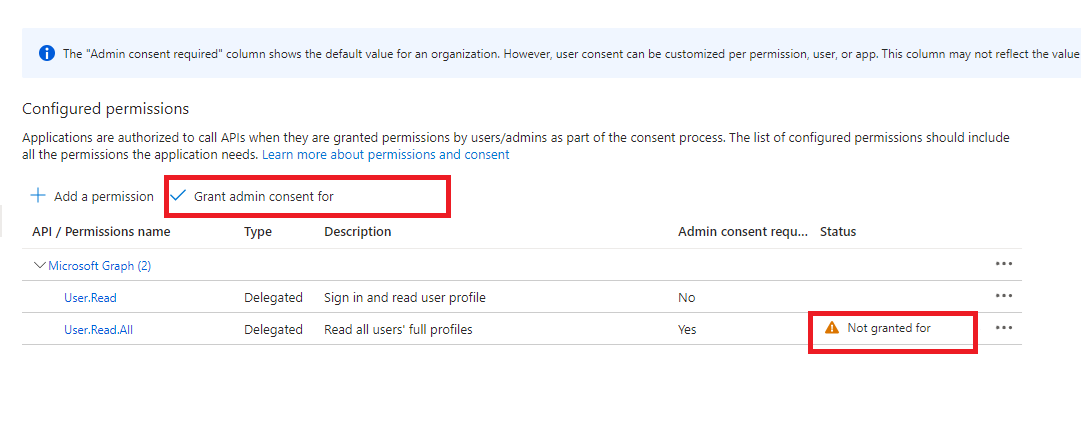 The "Admin consent required" column shows the default value for an organization. However, user consent can be customized per permission, user, or app. This column may not reflect the value
Configured permissions
Applications are authorized to call APIs when they are granted permissions by users/admins as part of the consent process. The list of configured permissions should include
all the permissions the application needs. Learn more about permissions and consent
Add a permission Grant admin consent for
API / Permissions name Type Description Admin consent requ... Status
Microsoft Graph (2)
User.Read Delegated Sign in and read user profile No
User.Read.All Delegated Read all users' full profiles Yes Not granted for